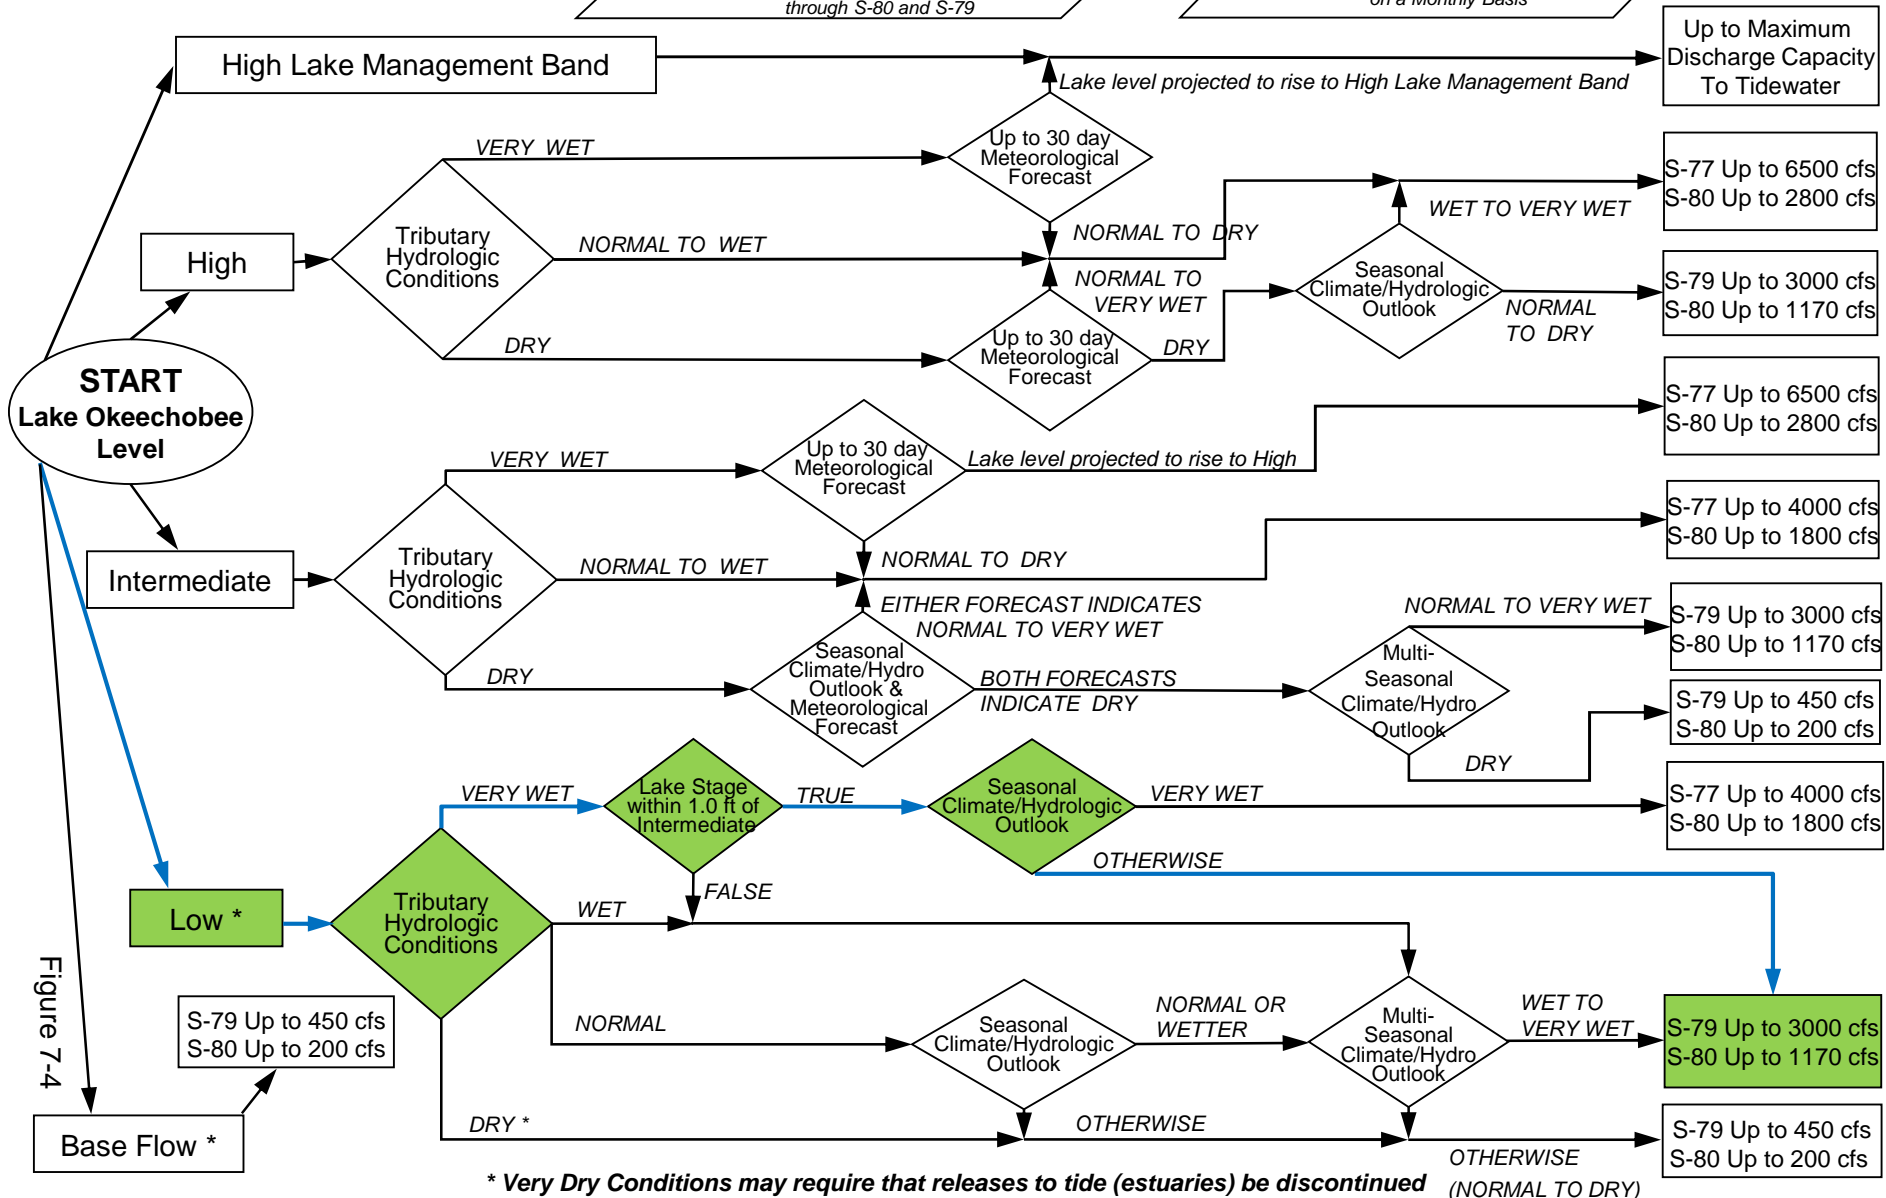 through S-80 and S-79
on a Monthly Basis
High Lake Management Band
Lake level projected to rise to High Lake Management Band
Up to Maximum
Discharge Capacity
To Tidewater
VERY WET
Up to 30 day
Meteorological
Forecast
S-77 Up to 6500 cfs
S-80 Up to 2800 cfs
WET TO VERY WET
High
Tributary
Hydrologic
Conditions
NORMAL TO WET
NORMAL TO DRY
NORMAL TO
VERY WET
Seasonal
Climate/Hydrologic
Outlook
NORMAL
TO DRY
S-79 Up to 3000 cfs
S-80 Up to 1170 cfs
DRY
Up to 30 day
Meteorological
Forecast
DRY
START
Lake Okeechobee
Level
S-77 Up to 6500 cfs
S-80 Up to 2800 cfs
VERY WET
Up to 30 day
Meteorological
Forecast
Lake level projected to rise to High
S-77 Up to 4000 cfs
S-80 Up to 1800 cfs
Intermediate
Tributary
Hydrologic
Conditions
NORMAL TO WET
NORMAL TO DRY
EITHER FORECAST INDICATES
NORMAL TO VERY WET
NORMAL TO VERY WET
S-79 Up to 3000 cfs
S-80 Up to 1170 cfs
DRY
Seasonal
Climate/Hydro
Outlook &
Meteorological
Forecast
BOTH FORECASTS
INDICATE DRY
Multi-
Seasonal
Climate/Hydro
Outlook
DRY
S-79 Up to 450 cfs
S-80 Up to 200 cfs
VERY WET
Lake Stage
within 1.0 ft of
Intermediate
TRUE
Seasonal
Climate/Hydrologic
Outlook
VERY WET
S-77 Up to 4000 cfs
S-80 Up to 1800 cfs
OTHERWISE
FALSE
Low *
Tributary
Hydrologic
Conditions
WET
NORMAL
Seasonal
Climate/Hydrologic
Outlook
NORMAL OR
WETTER
Multi-
Seasonal
Climate/Hydro
Outlook
WET TO
VERY WET
S-79 Up to 3000 cfs
S-80 Up to 1170 cfs
Figure 7-4
S-79 Up to 450 cfs
S-80 Up to 200 cfs
Base Flow *
DRY *
OTHERWISE
S-79 Up to 450 cfs
S-80 Up to 200 cfs
OTHERWISE
(NORMAL TO DRY)
* Very Dry Conditions may require that releases to tide (estuaries) be discontinued